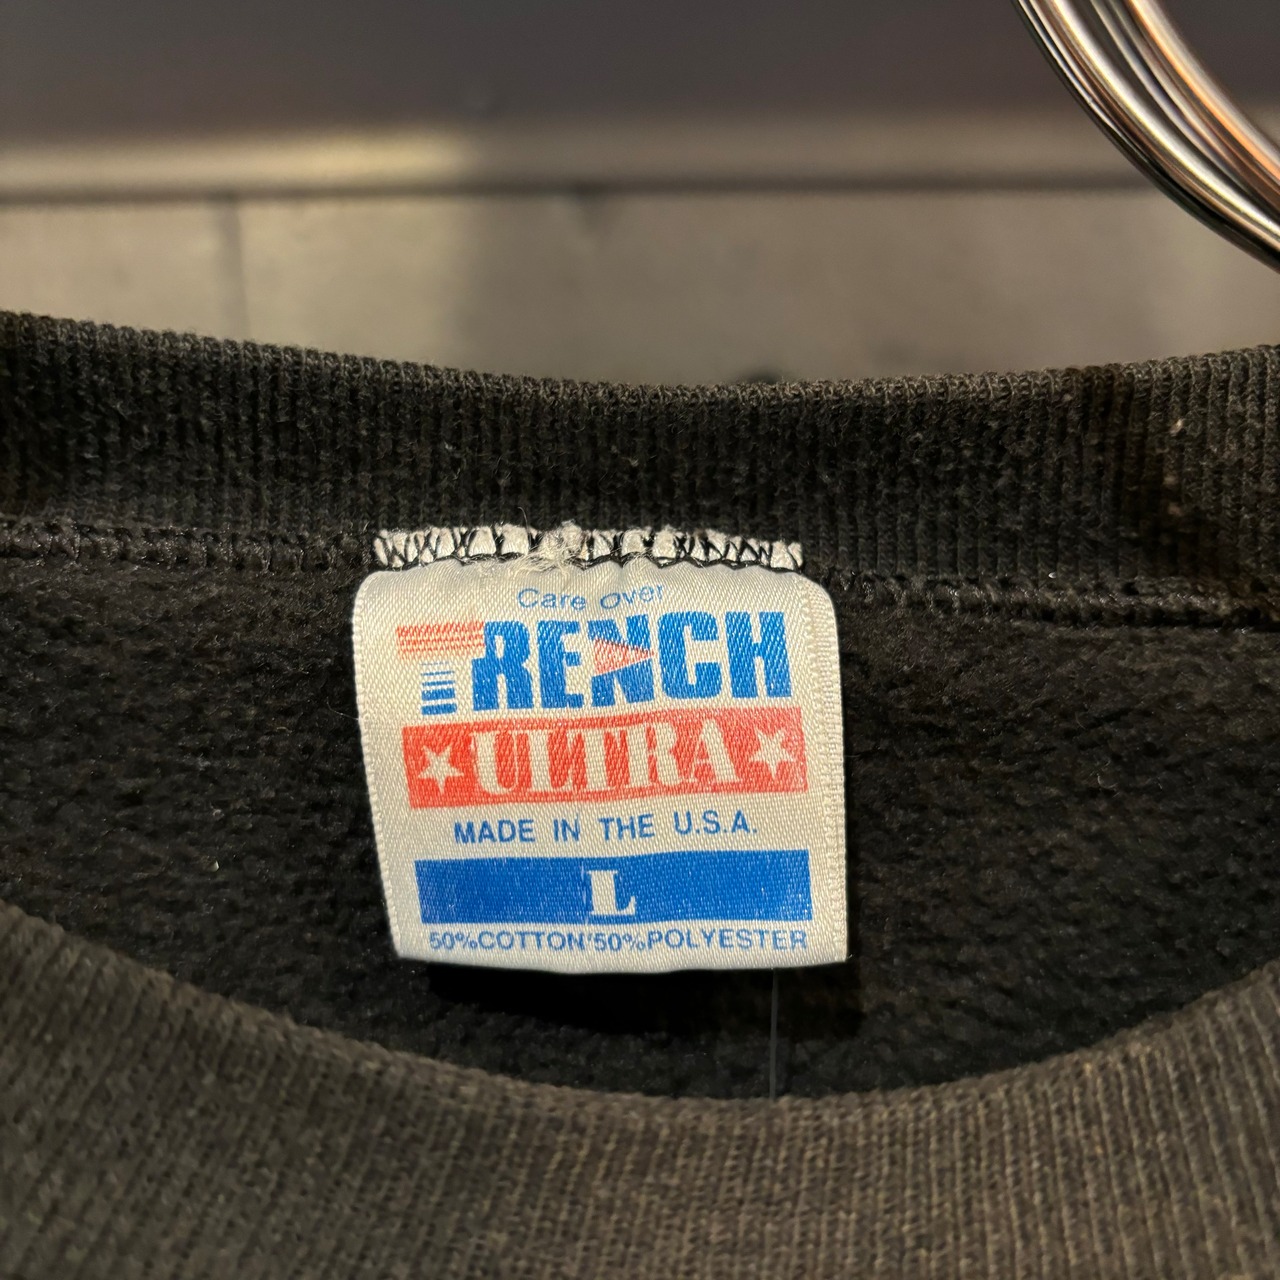 Care over
TRENCH
ULTRA
MADE IN THE U.S.A.
L
50%COTTON'50%POLYESTER